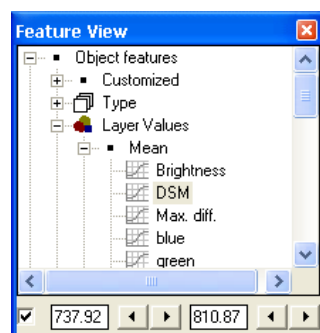 Feature View
Object features
Customized
Type
Layer Values
Mean
Brightness
DSM
Max. diff.
blue
green
737.92 810.87